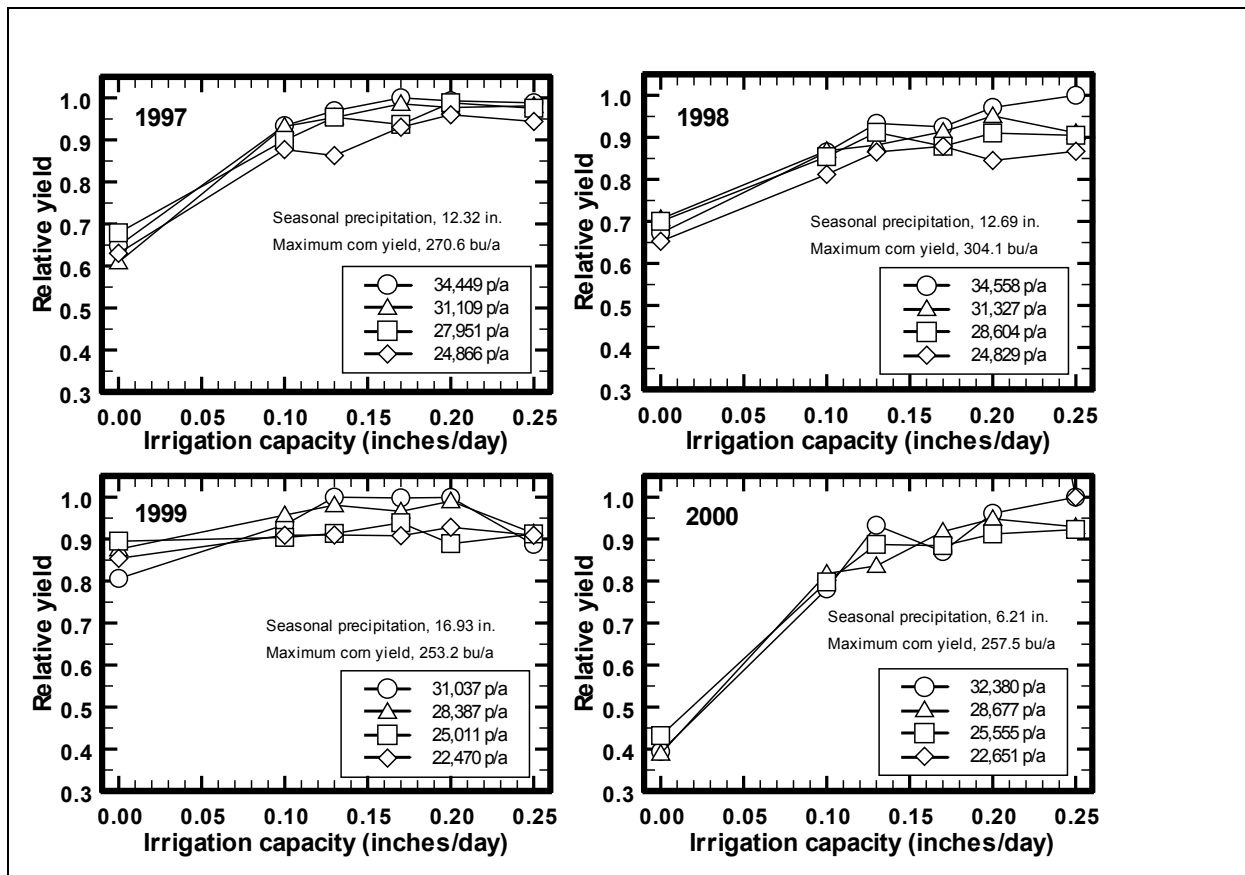 1997
Relative yield
1.0
0.9
0.8
0.7
0.6
0.5
0.4
0.3
Seasonal precipitation, 12.32 in.
Maximum corn yield, 270.6 bu/a
34,449 p/a
31,109 p/a
27,951 p/a
24,866 p/a
0.00 0.05 0.10 0.15 0.20 0.25
Irrigation capacity (inches/day)
1998
Relative yield
1.0
0.9
0.8
0.7
0.6
0.5
0.4
0.3
Seasonal precipitation, 12.69 in.
Maximum corn yield, 304.1 bu/a
34,558 p/a
31,327 p/a
28,604 p/a
24,829 p/a
0.00 0.05 0.10 0.15 0.20 0.25
Irrigation capacity (inches/day)
1999
Relative yield
1.0
0.9
0.8
0.7
0.6
0.5
0.4
0.3
Seasonal precipitation, 16.93 in.
Maximum corn yield, 253.2 bu/a
31,037 p/a
28,387 p/a
25,011 p/a
22,470 p/a
0.00 0.05 0.10 0.15 0.20 0.25
Irrigation capacity (inches/day)
2000
Relative yield
1.0
0.9
0.8
0.7
0.6
0.5
0.4
0.3
Seasonal precipitation, 6.21 in.
Maximum corn yield, 257.5 bu/a
32,380 p/a
28,677 p/a
25,555 p/a
22,651 p/a
0.00 0.05 0.10 0.15 0.20 0.25
Irrigation capacity (inches/day)